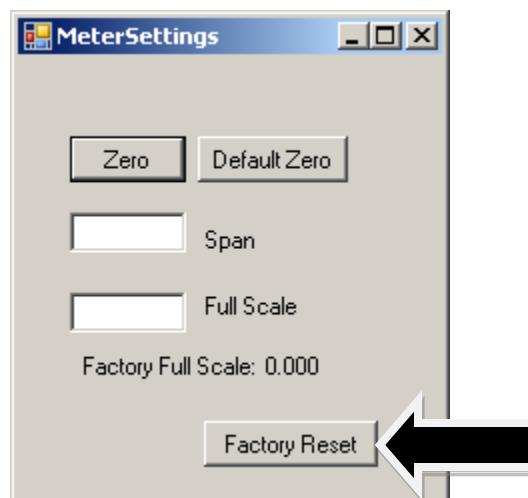 MeterSettings
Zero Default Zero
Span
Full Scale
Factory Full Scale: 0.000
Factory Reset